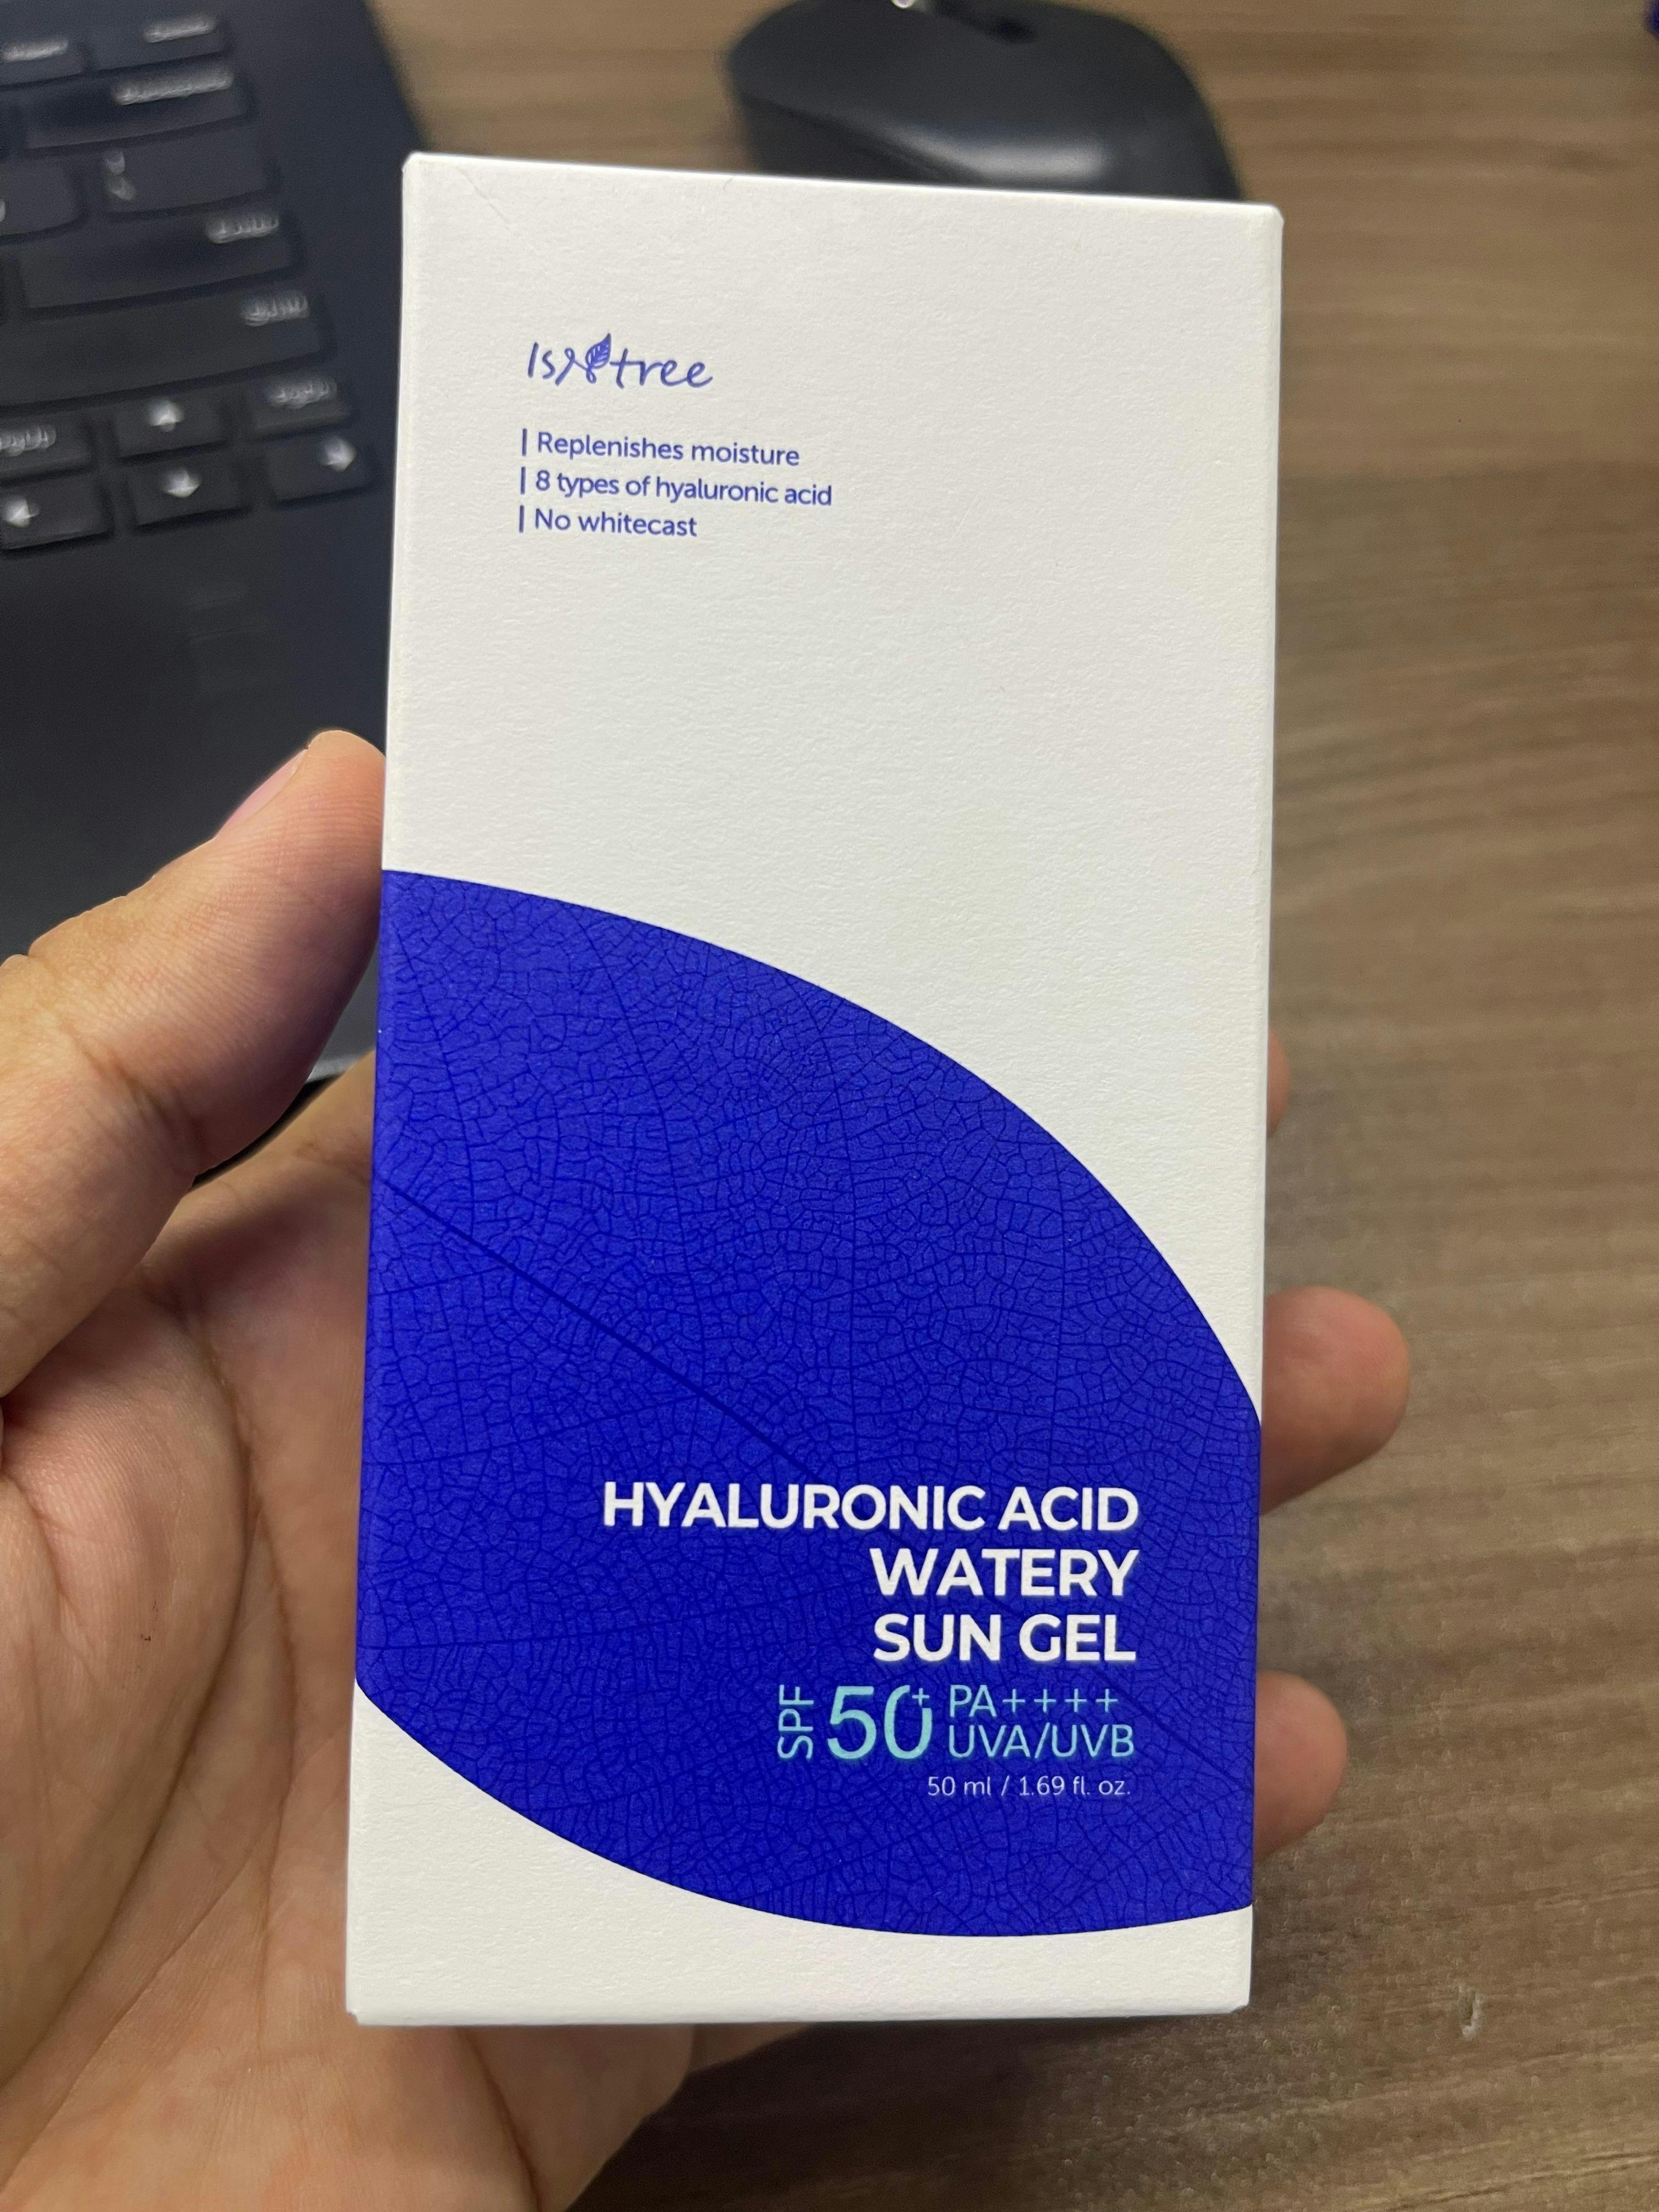 Isntree
Replenishes moisture
8 types of hyaluronic acid
No whitecast
HYALURONIC ACID
WATERY
SUN GEL
SPF 50+ PA++++
UVA/UVB
50 ml / 1.69 fl. oz.